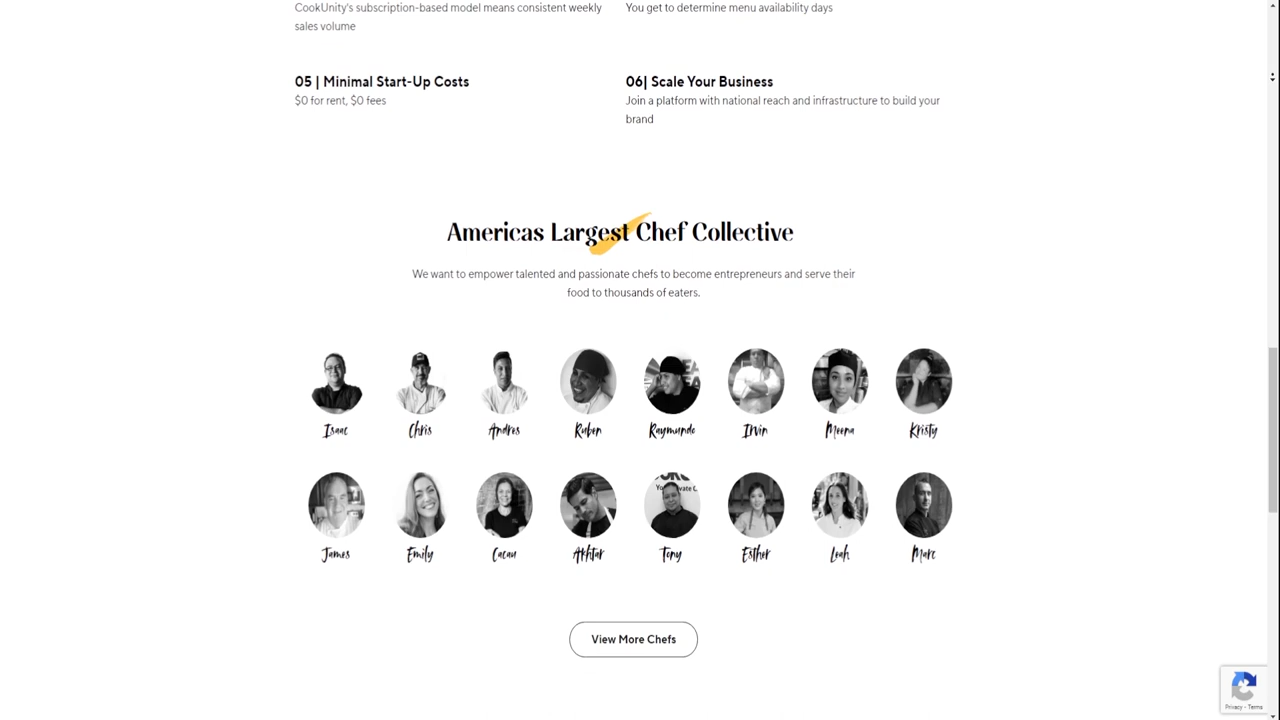 CookUnity's subscription-based model means consistent weekly
sales volume
You get to determine menu availability days
05 | Minimal Start-Up Costs
$0 for rent, $0 fees
06| Scale Your Business
Join a platform with national reach and infrastructure to build your
brand
Americas Largest Chef Collective
We want to empower talented and passionate chefs to become entrepreneurs and serve their
food to thousands of eaters.
Isaac
Chris
Andres
Ruben
Raymundo
Irvin
Meena
Kristy
James
Emily
Cacau
Akhtar
Tony
Esther
Leah
Marc
View More Chefs
Privacy - Terms